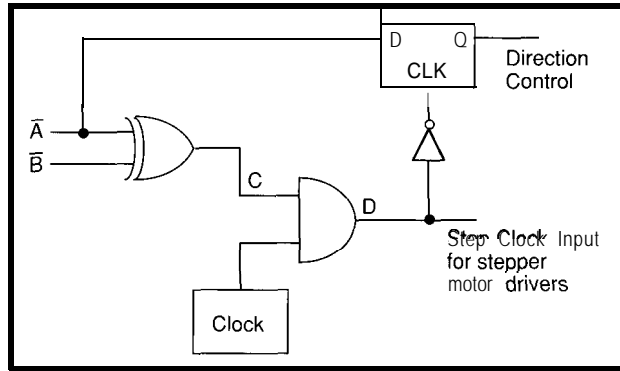 D Q
CLK
Direction
Control
A̅
B̅
C
D
Step Clock Input
for stepper
motor drivers
Clock